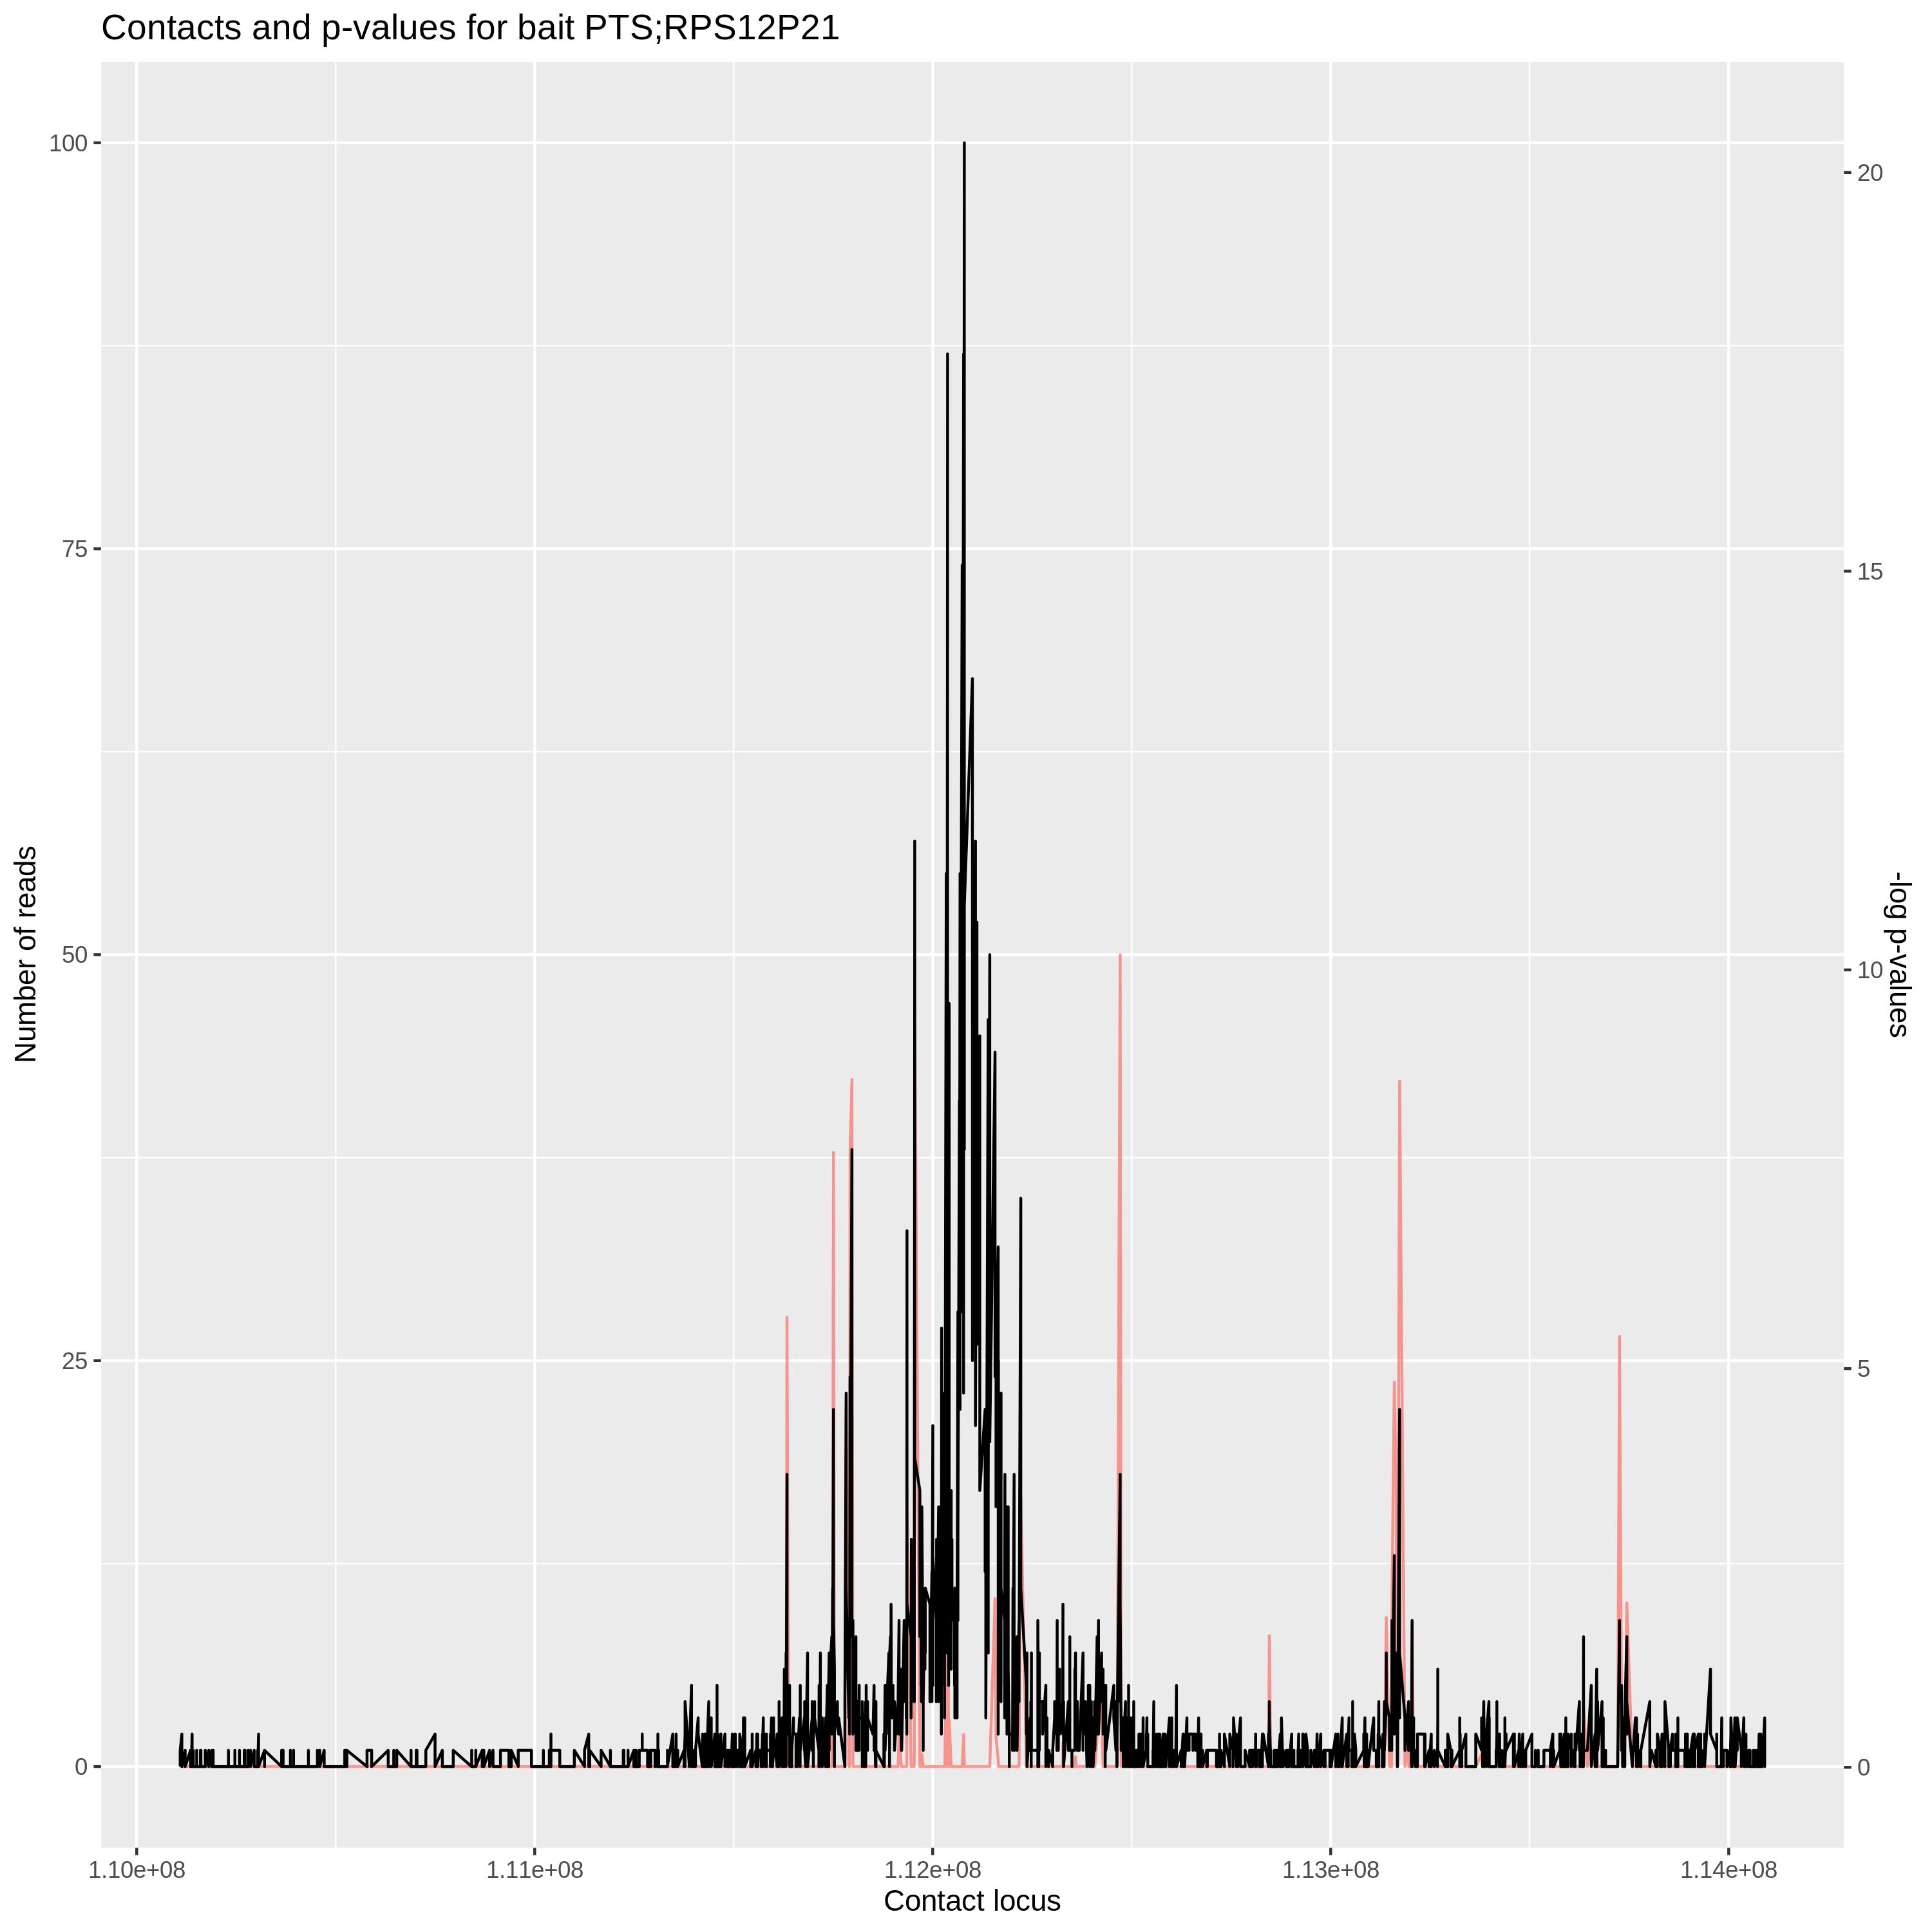 Contacts and p-values for bait PTS;RPS12P21
100
75
50
25
0
Number of reads
20
15
10
5
0
-log p-values
1.10e+08
1.11e+08
1.12e+08
1.13e+08
1.14e+08
Contact locus